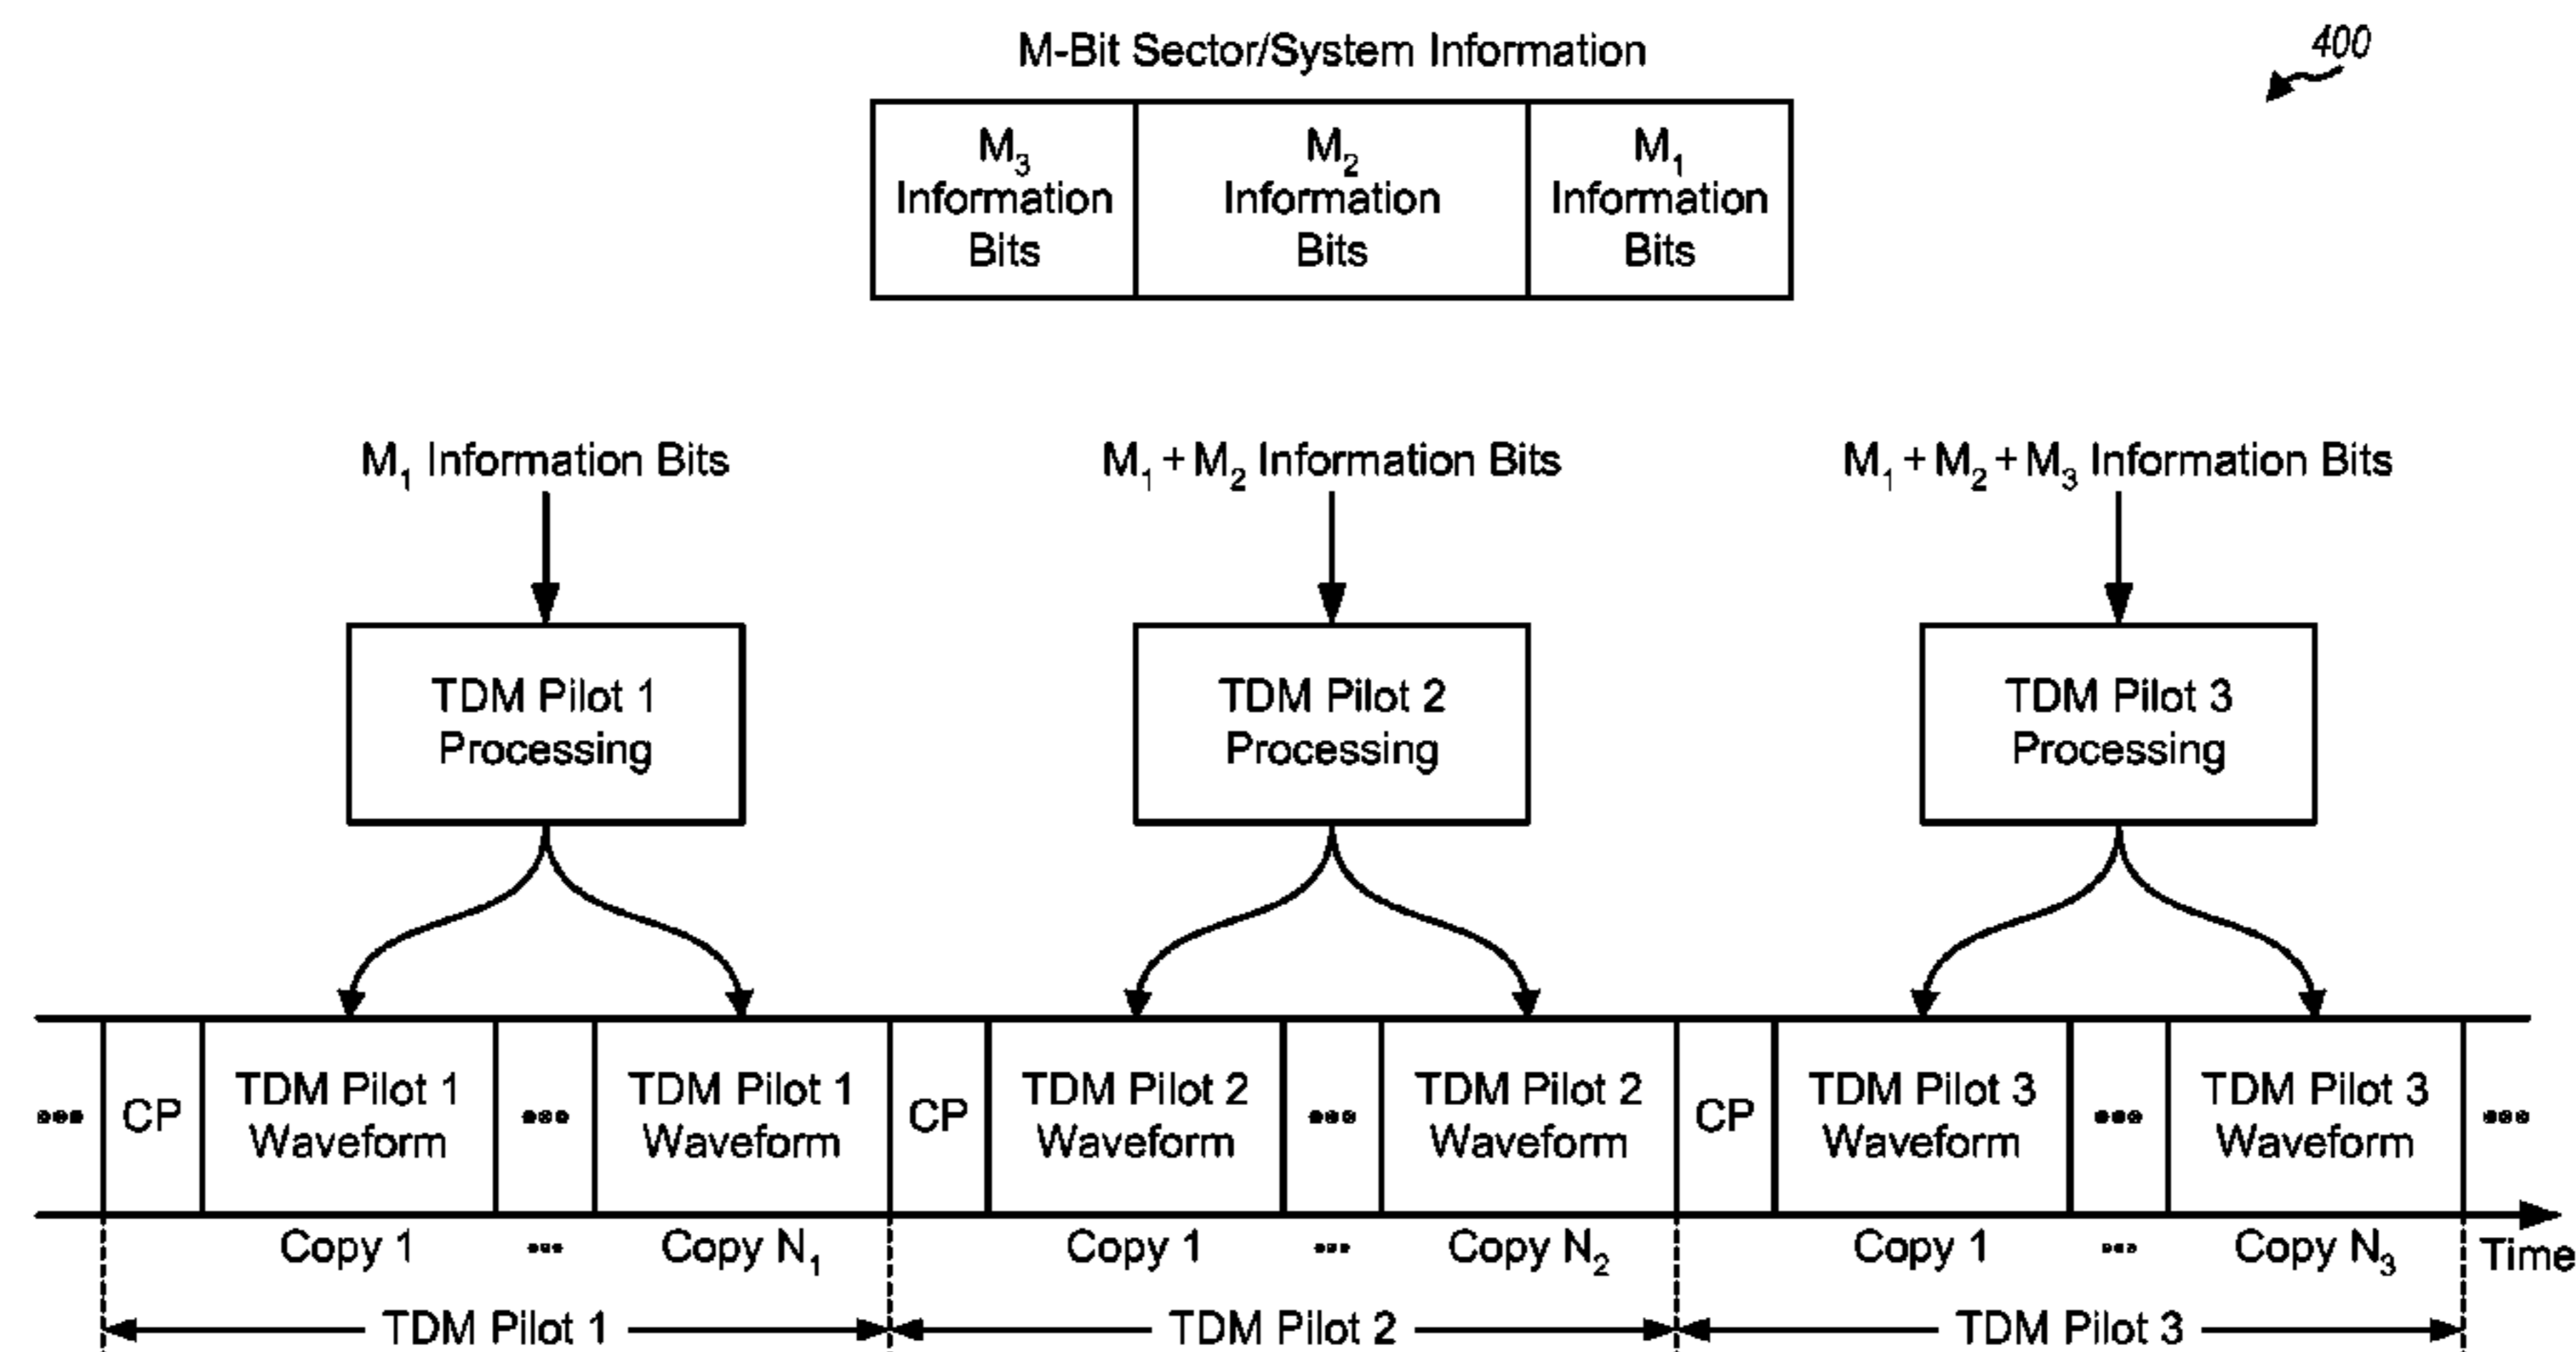 M-Bit Sector/System Information
400
M₃ Information Bits
M₂ Information Bits
M₁ Information Bits
M₁ Information Bits
M₁ + M₂ Information Bits
M₁ + M₂ + M₃ Information Bits
TDM Pilot 1 Processing
TDM Pilot 2 Processing
TDM Pilot 3 Processing
••• CP
TDM Pilot 1 Waveform
•••
TDM Pilot 1 Waveform
CP
TDM Pilot 2 Waveform
•••
TDM Pilot 2 Waveform
CP
TDM Pilot 3 Waveform
•••
TDM Pilot 3 Waveform
•••
Copy 1 ••• Copy N₁ Copy 1 ••• Copy N₂ Copy 1 ••• Copy N₃ Time
TDM Pilot 1 TDM Pilot 2 TDM Pilot 3